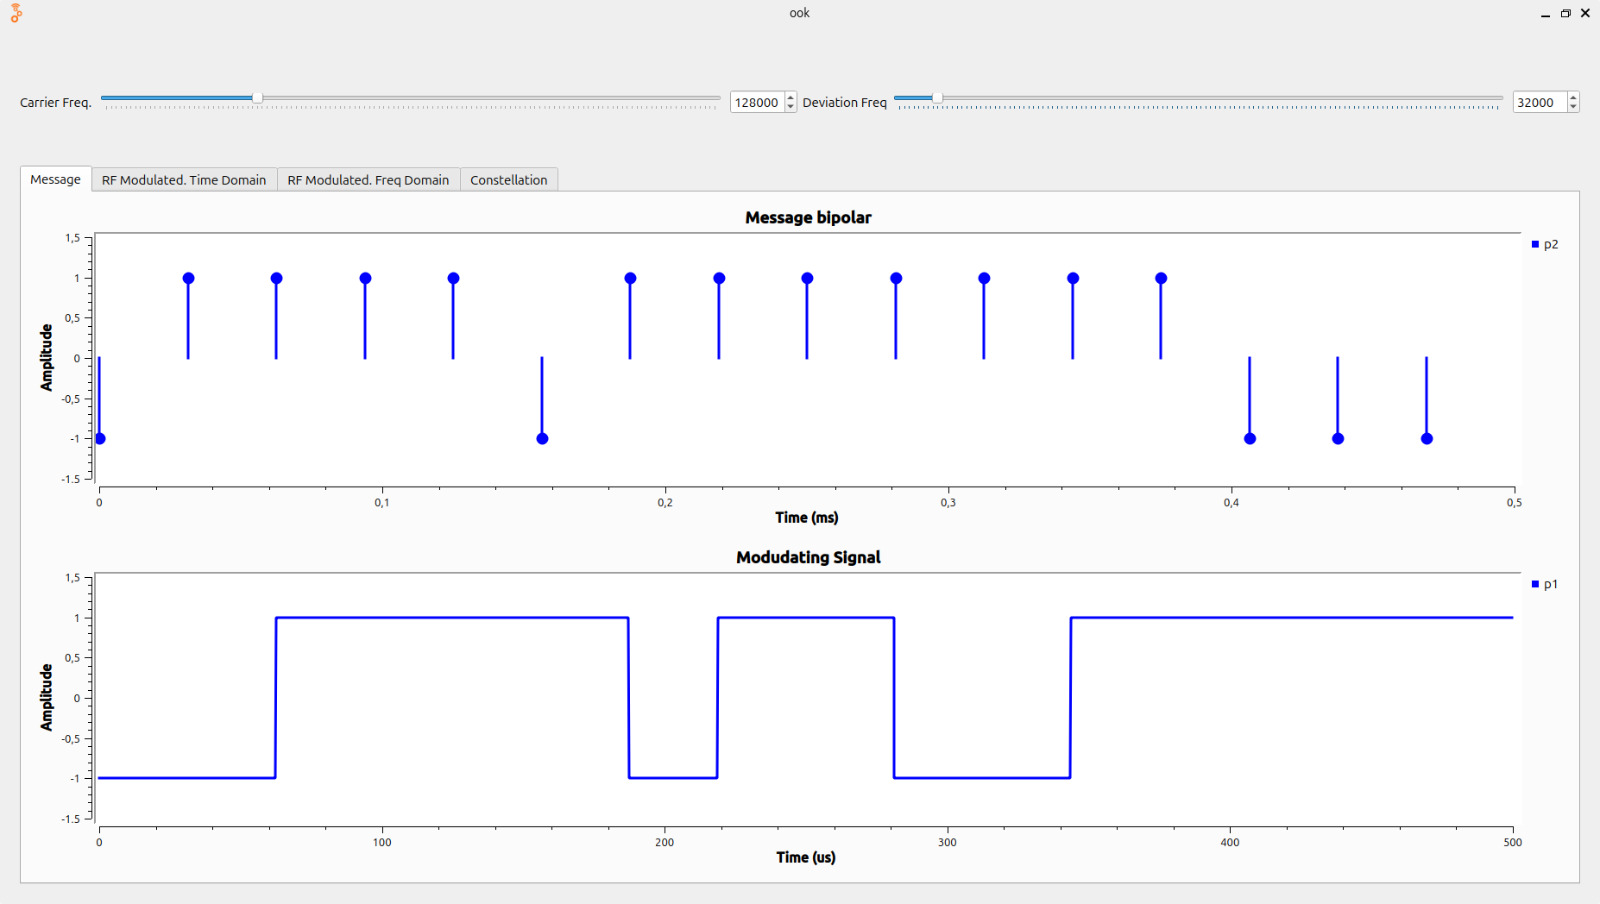 ook
Carrier Freq. 128000 Deviation Freq 32000
Message RF Modulated. Time Domain RF Modulated. Freq Domain Constellation
Message bipolar
p2
1,5
1
0,5
0
-0,5
-1
-1.5
Amplitude
0 0,1 0,2 0,3 0,4 0,5
Time (ms)
Modudating Signal
p1
1,5
1
0,5
0
-0,5
-1
-1.5
Amplitude
0 100 200 300 400 500
Time (us)